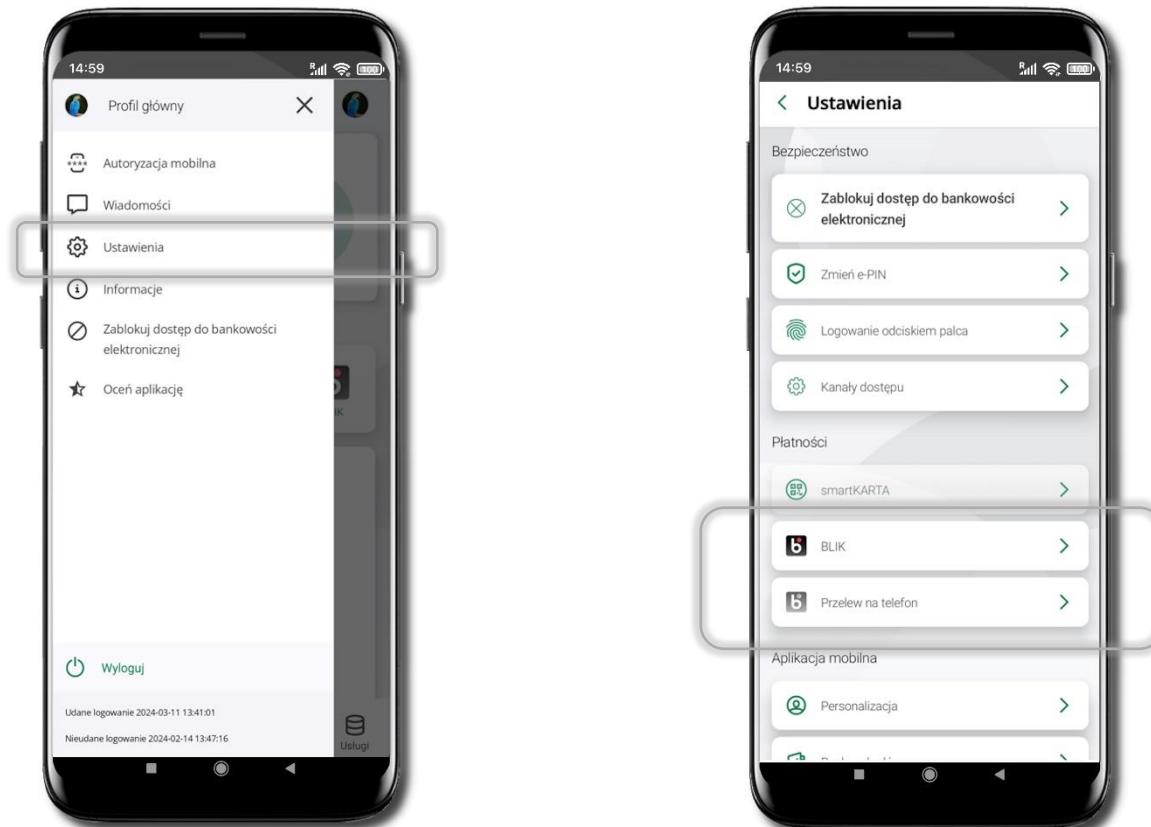 14:59
R
100
Profil główny
Autoryzacja mobilna
Wiadomości
Ustawienia
Informacje
Zablokuj dostęp do bankowości
elektronicznej
Oceń aplikację
Wyloguj
Udane logowanie 2024-03-11 13:41:01
Nieudane logowanie 2024-02-14 13:47:16
Usługi
14:59
R
100
Ustawienia
Bezpieczeństwo
Zablokuj dostęp do bankowości
elektronicznej
Zmień e-PIN
Logowanie odciskiem palca
Kanały dostępu
Płatności
smartKARTA
BLIK
Przelew na telefon
Aplikacja mobilna
Personalizacja